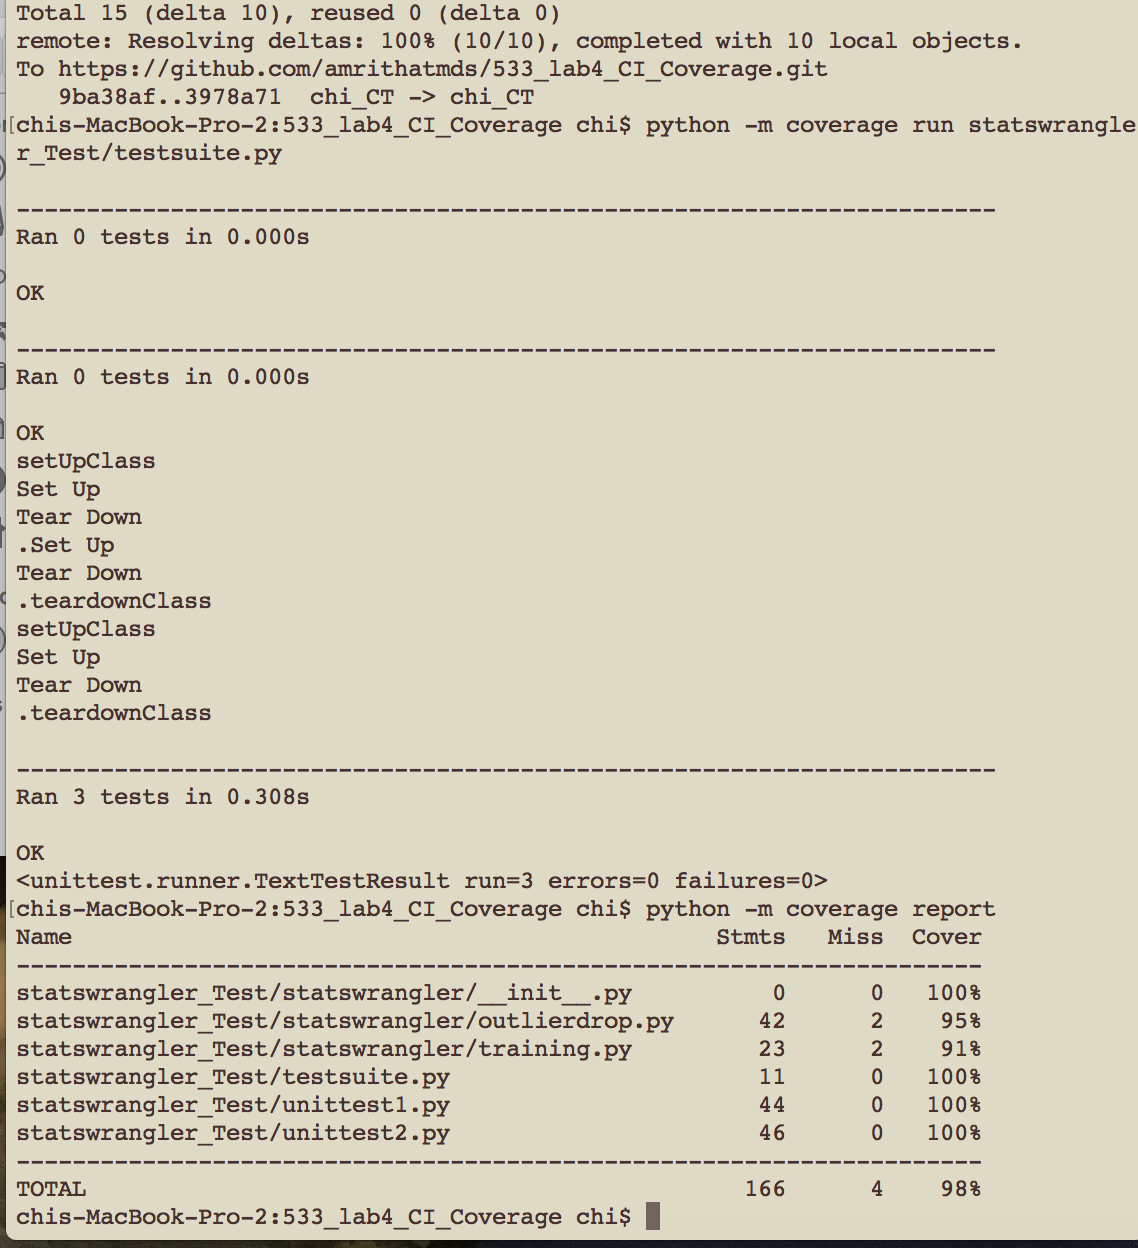 Total 15 (delta 10), reused 0 (delta 0)
remote: Resolving deltas: 100% (10/10), completed with 10 local objects.
To https://github.com/amrithatmds/533_lab4_CI_Coverage.git
   9ba38af..3978a71  chi_CT -> chi_CT
[chis-MacBook-Pro-2:533_lab4_CI_Coverage chi$ python -m coverage run statswrangle
r_Test/testsuite.py
----------------------------------------------------------------------
Ran 0 tests in 0.000s
OK
----------------------------------------------------------------------
Ran 0 tests in 0.000s
OK
setUpClass
Set Up
Tear Down
.Set Up
Tear Down
.teardownClass
setUpClass
Set Up
Tear Down
.teardownClass
----------------------------------------------------------------------
Ran 3 tests in 0.308s
OK
<unittest.runner.TextTestResult run=3 errors=0 failures=0>
[chis-MacBook-Pro-2:533_lab4_CI_Coverage chi$ python -m coverage report
Name                                              Stmts   Miss  Cover
---------------------------------------------------------------------
statswrangler_Test/statswrangler/__init__.py          0      0   100%
statswrangler_Test/statswrangler/outlierdrop.py      42      2    95%
statswrangler_Test/statswrangler/training.py         23      2    91%
statswrangler_Test/testsuite.py                      11      0   100%
statswrangler_Test/unittest1.py                      44      0   100%
statswrangler_Test/unittest2.py                      46      0   100%
---------------------------------------------------------------------
TOTAL                                               166      4    98%
chis-MacBook-Pro-2:533_lab4_CI_Coverage chi$